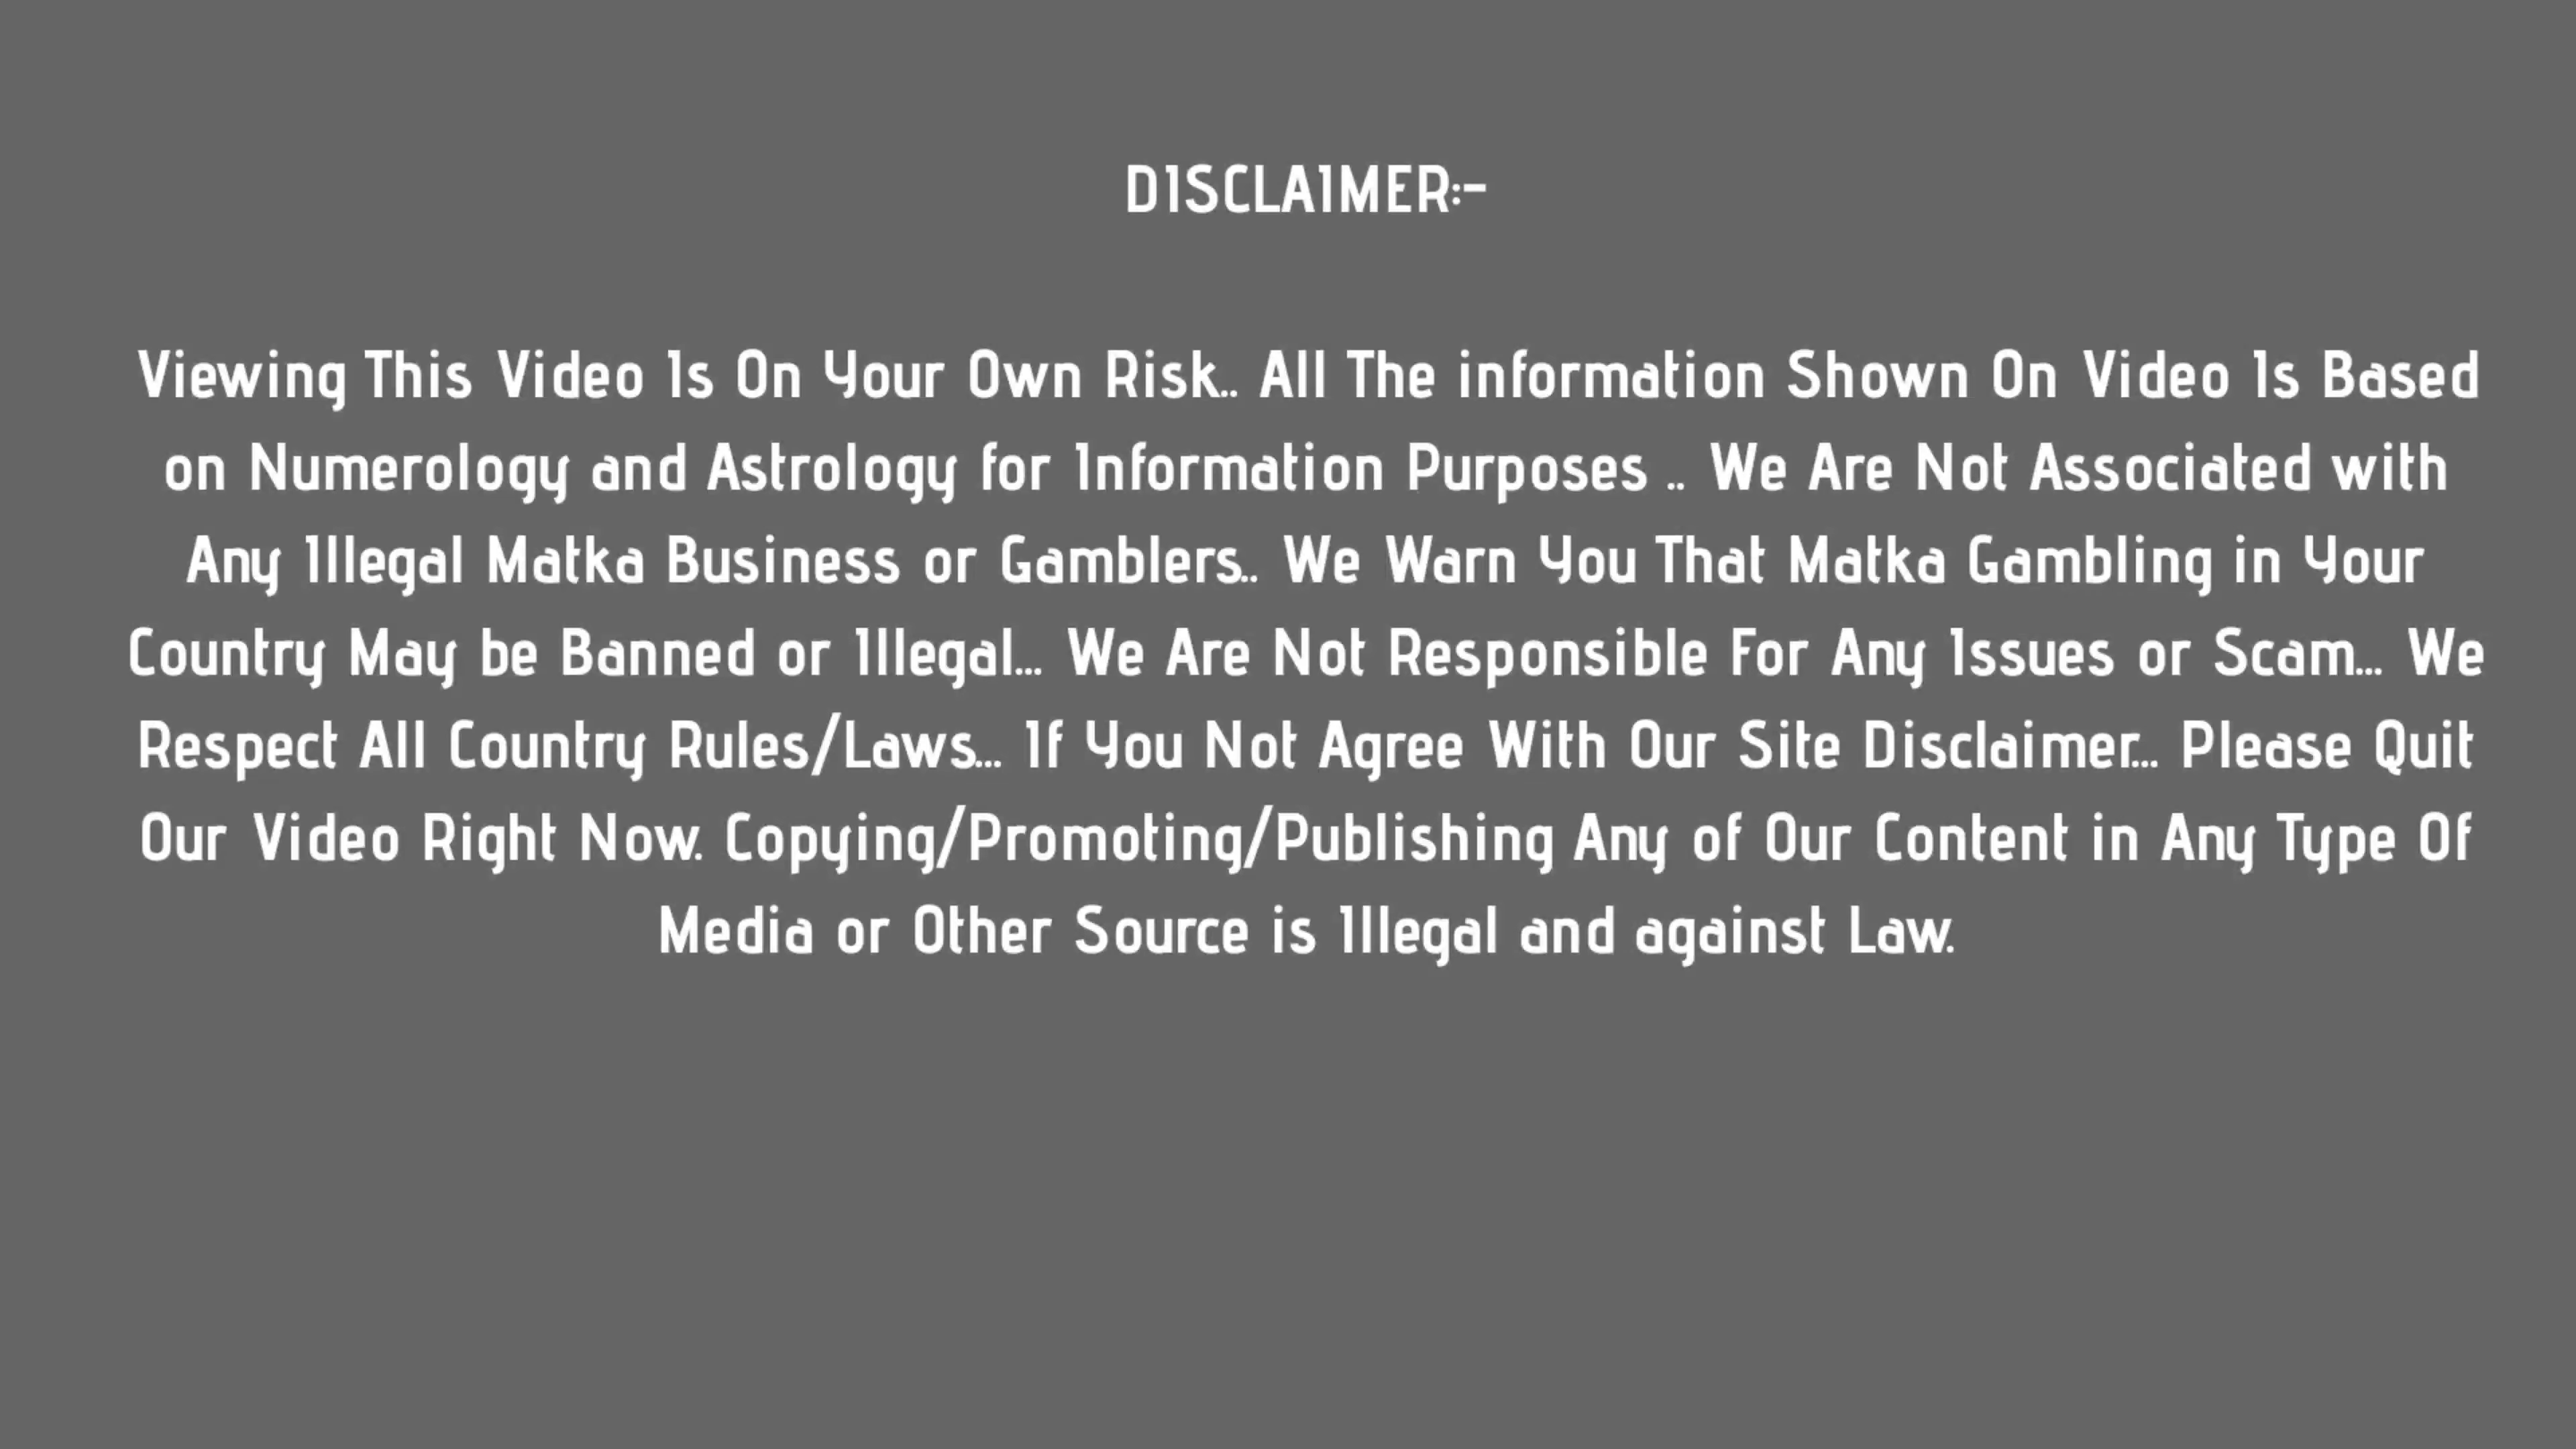 DISCLAIMER:-
Viewing This Video Is On Your Own Risk.. All The information Shown On Video Is Based
on Numerology and Astrology for Information Purposes .. We Are Not Associated with
Any Illegal Matka Business or Gamblers.. We Warn You That Matka Gambling in Your
Country May be Banned or Illegal... We Are Not Responsible For Any Issues or Scam... We
Respect All Country Rules/Laws... If You Not Agree With Our Site Disclaimer... Please Quit
Our Video Right Now. Copying/Promoting/Publishing Any of Our Content in Any Type Of
Media or Other Source is Illegal and against Law.